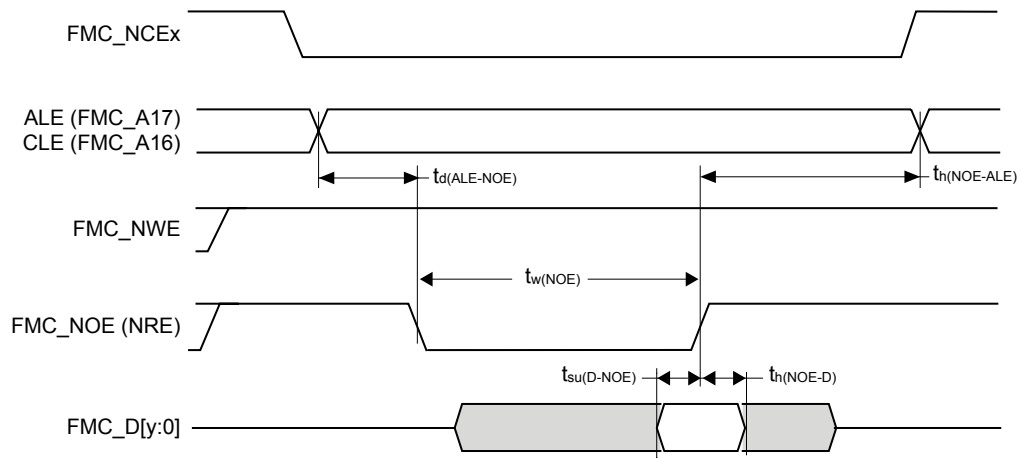 FMC_NCEx
ALE (FMC_A17)
CLE (FMC_A16)
td(ALE-NOE)
th(NOE-ALE)
FMC_NWE
tw(NOE)
FMC_NOE (NRE)
tsu(D-NOE)
th(NOE-D)
FMC_D[y:0]